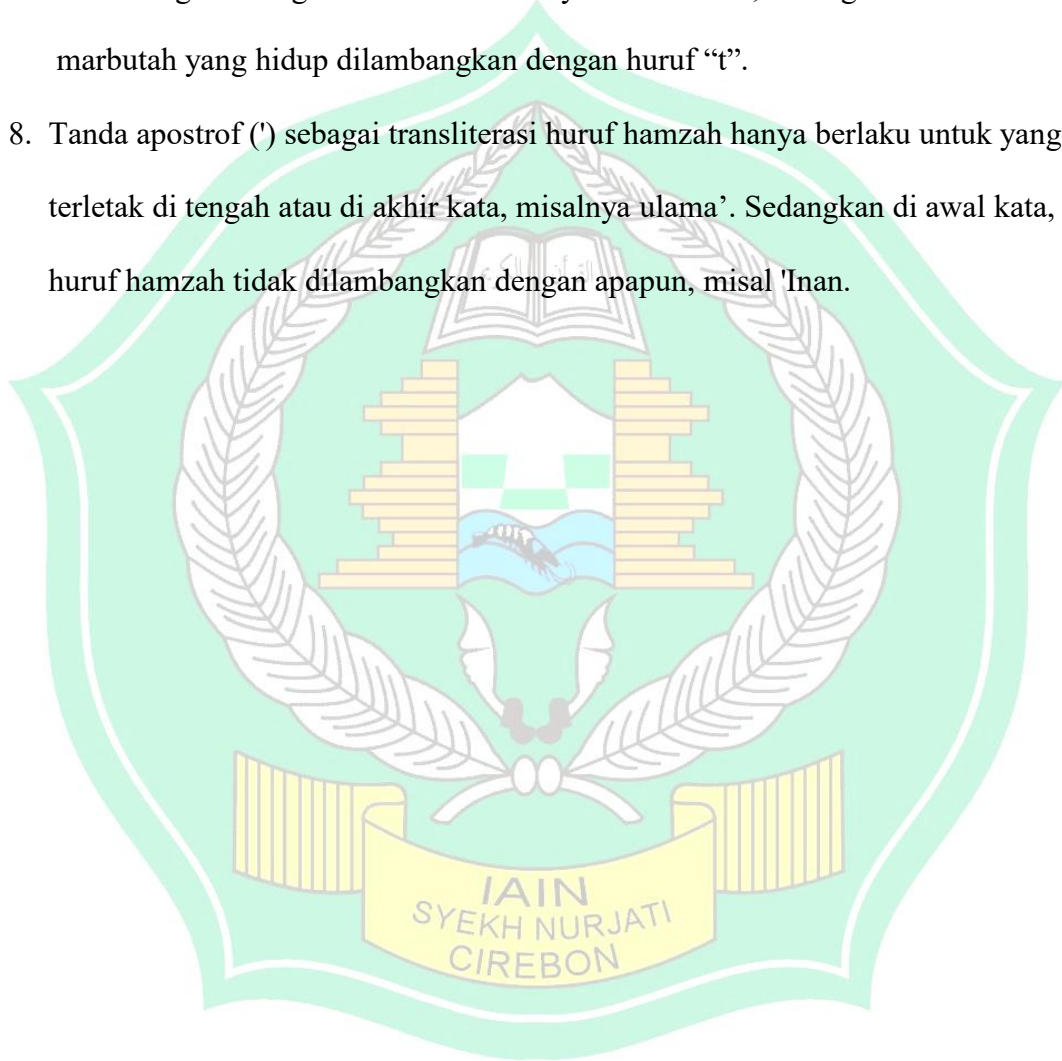 marbutah yang hidup dilambangkan dengan huruf “t”.
8. Tanda apostrof (') sebagai transliterasi huruf hamzah hanya berlaku untuk yang
terletak di tengah atau di akhir kata, misalnya ulama’. Sedangkan di awal kata,
huruf hamzah tidak dilambangkan dengan apapun, misal 'Inan.
IAIN
SYEKH NURJATI
CIREBON